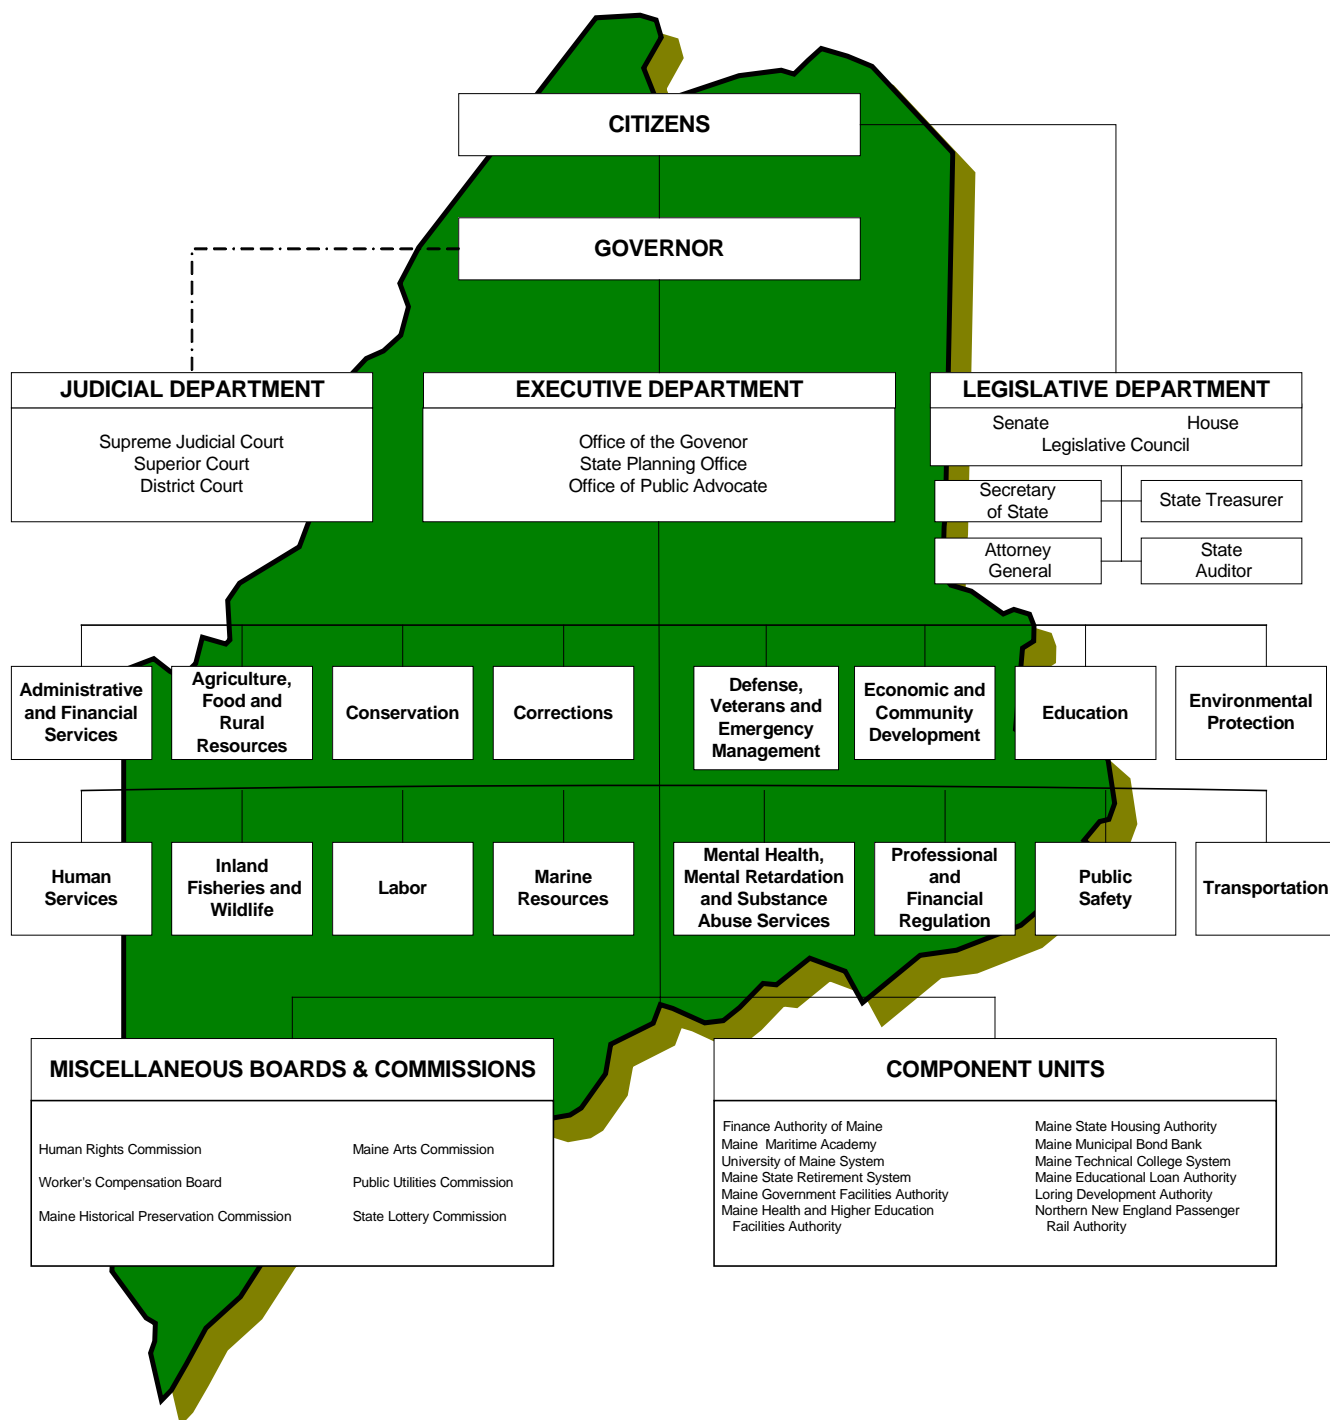 CITIZENS
GOVERNOR
JUDICIAL DEPARTMENT
Supreme Judicial Court
Superior Court
District Court
EXECUTIVE DEPARTMENT
Office of the Govenor
State Planning Office
Office of Public Advocate
LEGISLATIVE DEPARTMENT
Senate House
Legislative Council
Secretary
of State
State Treasurer
Attorney
General
State
Auditor
Administrative
and Financial
Services
Agriculture,
Food and
Rural
Resources
Conservation
Corrections
Defense,
Veterans and
Emergency
Management
Economic and
Community
Development
Education
Environmental
Protection
Human
Services
Inland
Fisheries and
Wildlife
Labor
Marine
Resources
Mental Health,
Mental Retardation
and Substance
Abuse Services
Professional
and
Financial
Regulation
Public
Safety
Transportation
MISCELLANEOUS BOARDS & COMMISSIONS
Human Rights Commission
Worker's Compensation Board
Maine Historical Preservation Commission
Maine Arts Commission
Public Utilities Commission
State Lottery Commission
COMPONENT UNITS
Finance Authority of Maine
Maine Maritime Academy
University of Maine System
Maine State Retirement System
Maine Government Facilities Authority
Maine Health and Higher Education
Facilities Authority
Maine State Housing Authority
Maine Municipal Bond Bank
Maine Technical College System
Maine Educational Loan Authority
Loring Development Authority
Northern New England Passenger
Rail Authority